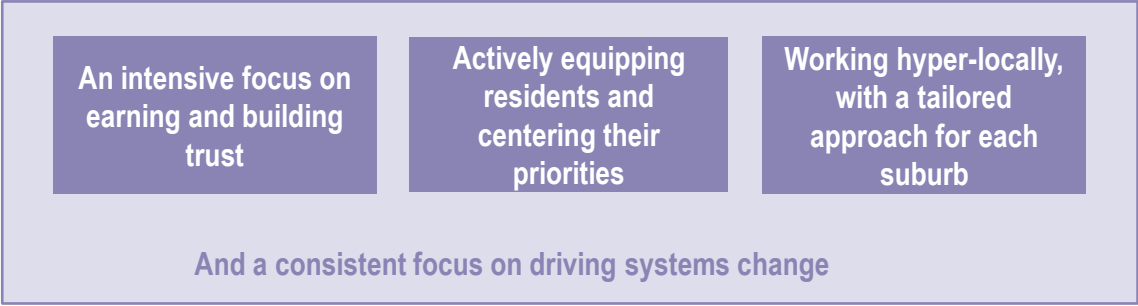 An intensive focus on
earning and building
trust
Actively equipping
residents and
centering their
priorities
Working hyper-locally,
with a tailored
approach for each
suburb
And a consistent focus on driving systems change